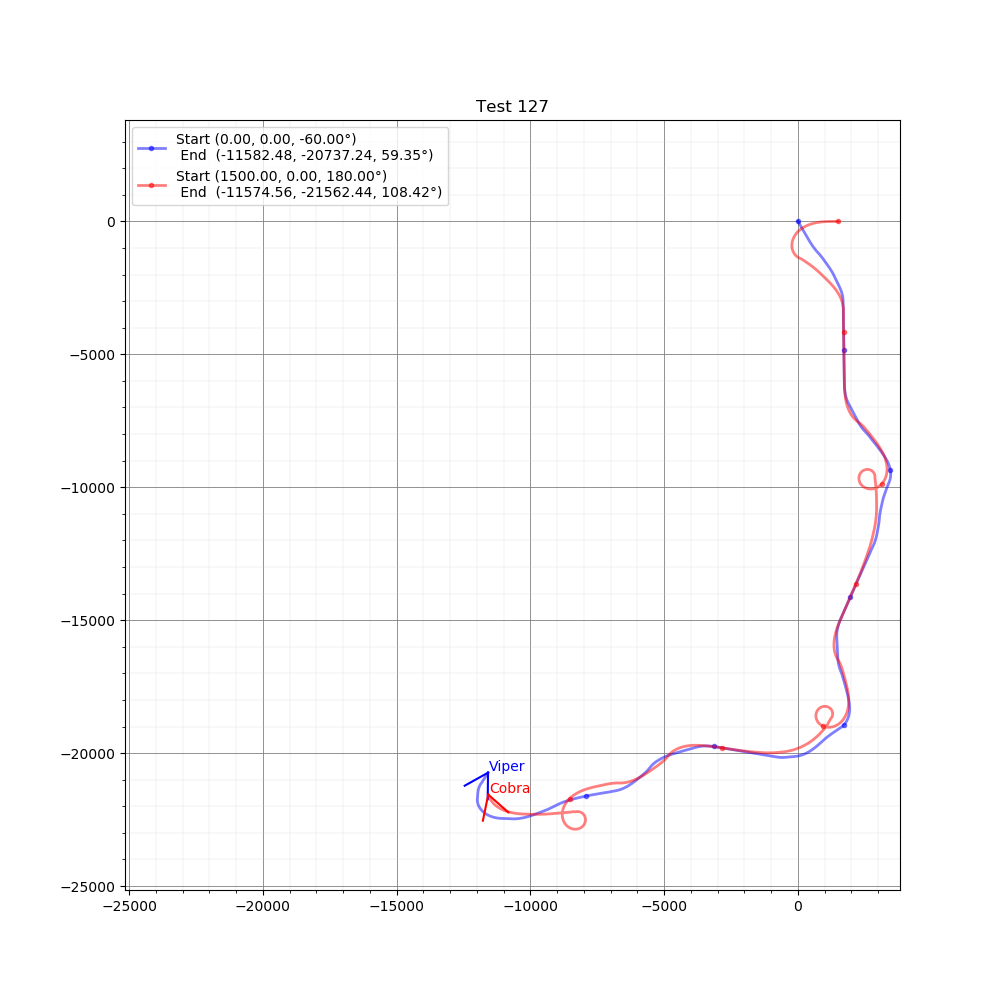 Test 127
Start (0.00, 0.00, -60.00°)
End (-11582.48, -20737.24, 59.35°)
Start (1500.00, 0.00, 180.00°)
End (-11574.56, -21562.44, 108.42°)
0
−5000
−10000
−15000
−20000
−25000
Viper
Cobra
−25000 −20000 −15000 −10000 −5000 0